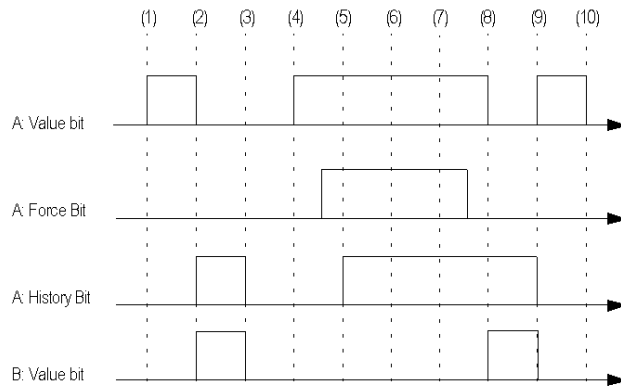 (1) (2) (3) (4) (5) (6) (7) (8) (9) (10)
A: Value bit
A: Force Bit
A: History Bit
B: Value bit